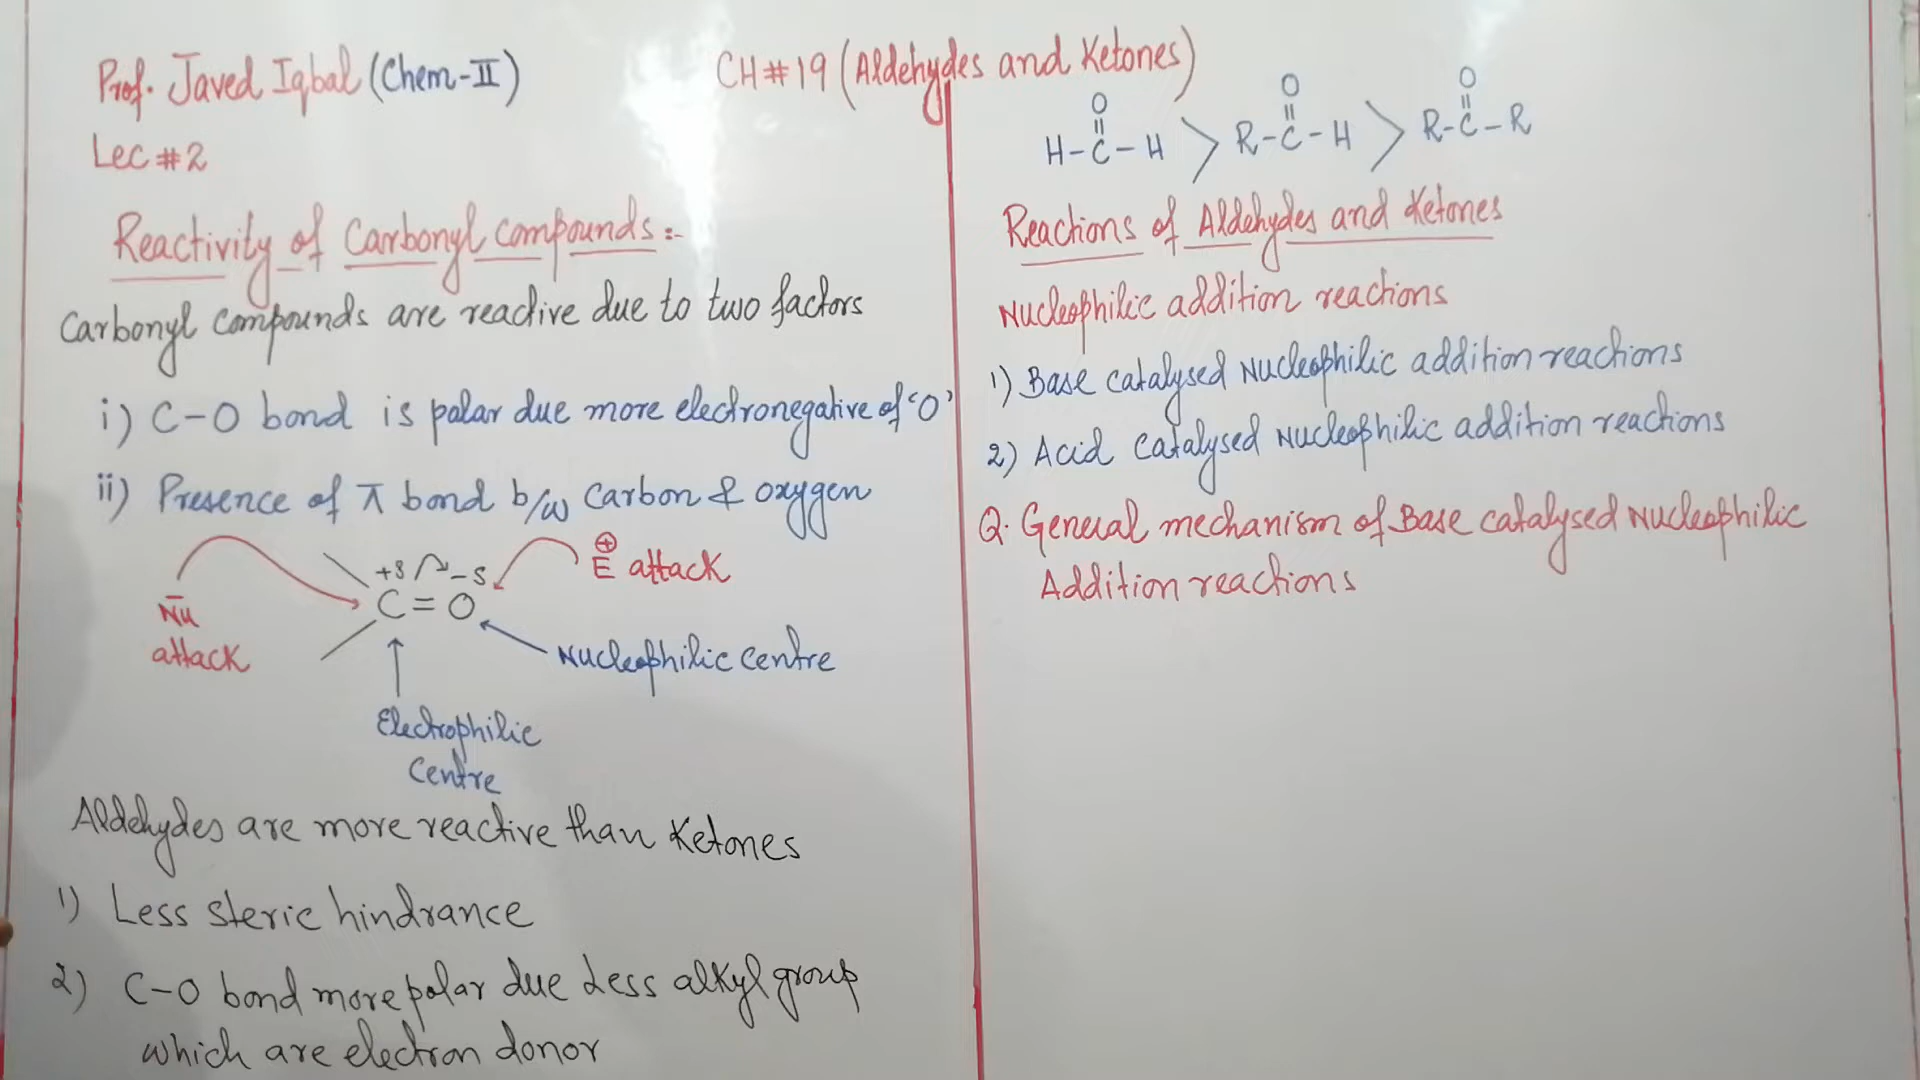 Prof. Javed Iqbal (Chem-II)
CH#19 (Aldehydes and Ketones)
Lec #2
Reactivity of Carbonyl compounds :-
Carbonyl compounds are reactive due to two factors
i) C-O bond is polar due more electronegative of 'O'
ii) Presence of π bond b/w Carbon & oxygen
+δ -δ
⊕
E attack
C = O
N̄u
attack
Nucleophilic centre
Electrophilic
Centre
Aldehydes are more reactive than Ketones
1) Less steric hindrance
2) C-O bond more polar due Less alkyl group
which are electron donor
O O O
|| || ||
H-C-H > R-C-H > R-C-R
Reactions of Aldehydes and Ketones
Nucleophilic addition reactions
1) Base catalysed Nucleophilic addition reactions
2) Acid catalysed Nucleophilic addition reactions
Q. General mechanism of Base catalysed Nucleophilic
Addition reactions